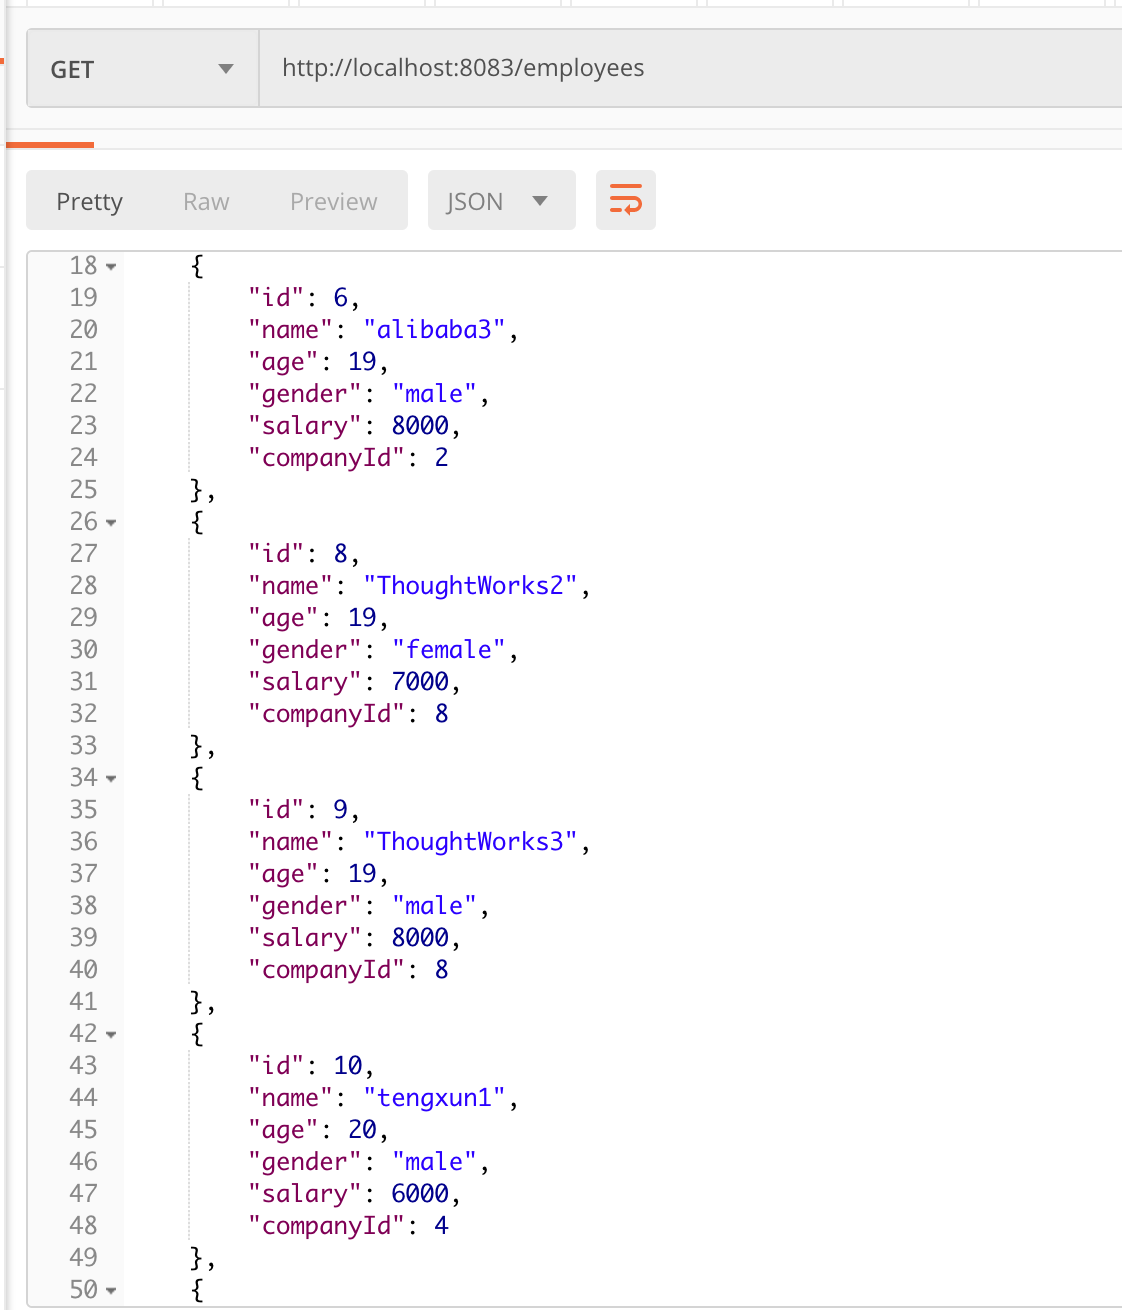 GET http://localhost:8083/employees
Pretty Raw Preview JSON
18 {
19 "id": 6,
20 "name": "alibaba3",
21 "age": 19,
22 "gender": "male",
23 "salary": 8000,
24 "companyId": 2
25 },
26 {
27 "id": 8,
28 "name": "ThoughtWorks2",
29 "age": 19,
30 "gender": "female",
31 "salary": 7000,
32 "companyId": 8
33 },
34 {
35 "id": 9,
36 "name": "ThoughtWorks3",
37 "age": 19,
38 "gender": "male",
39 "salary": 8000,
40 "companyId": 8
41 },
42 {
43 "id": 10,
44 "name": "tengxun1",
45 "age": 20,
46 "gender": "male",
47 "salary": 6000,
48 "companyId": 4
49 },
50 {